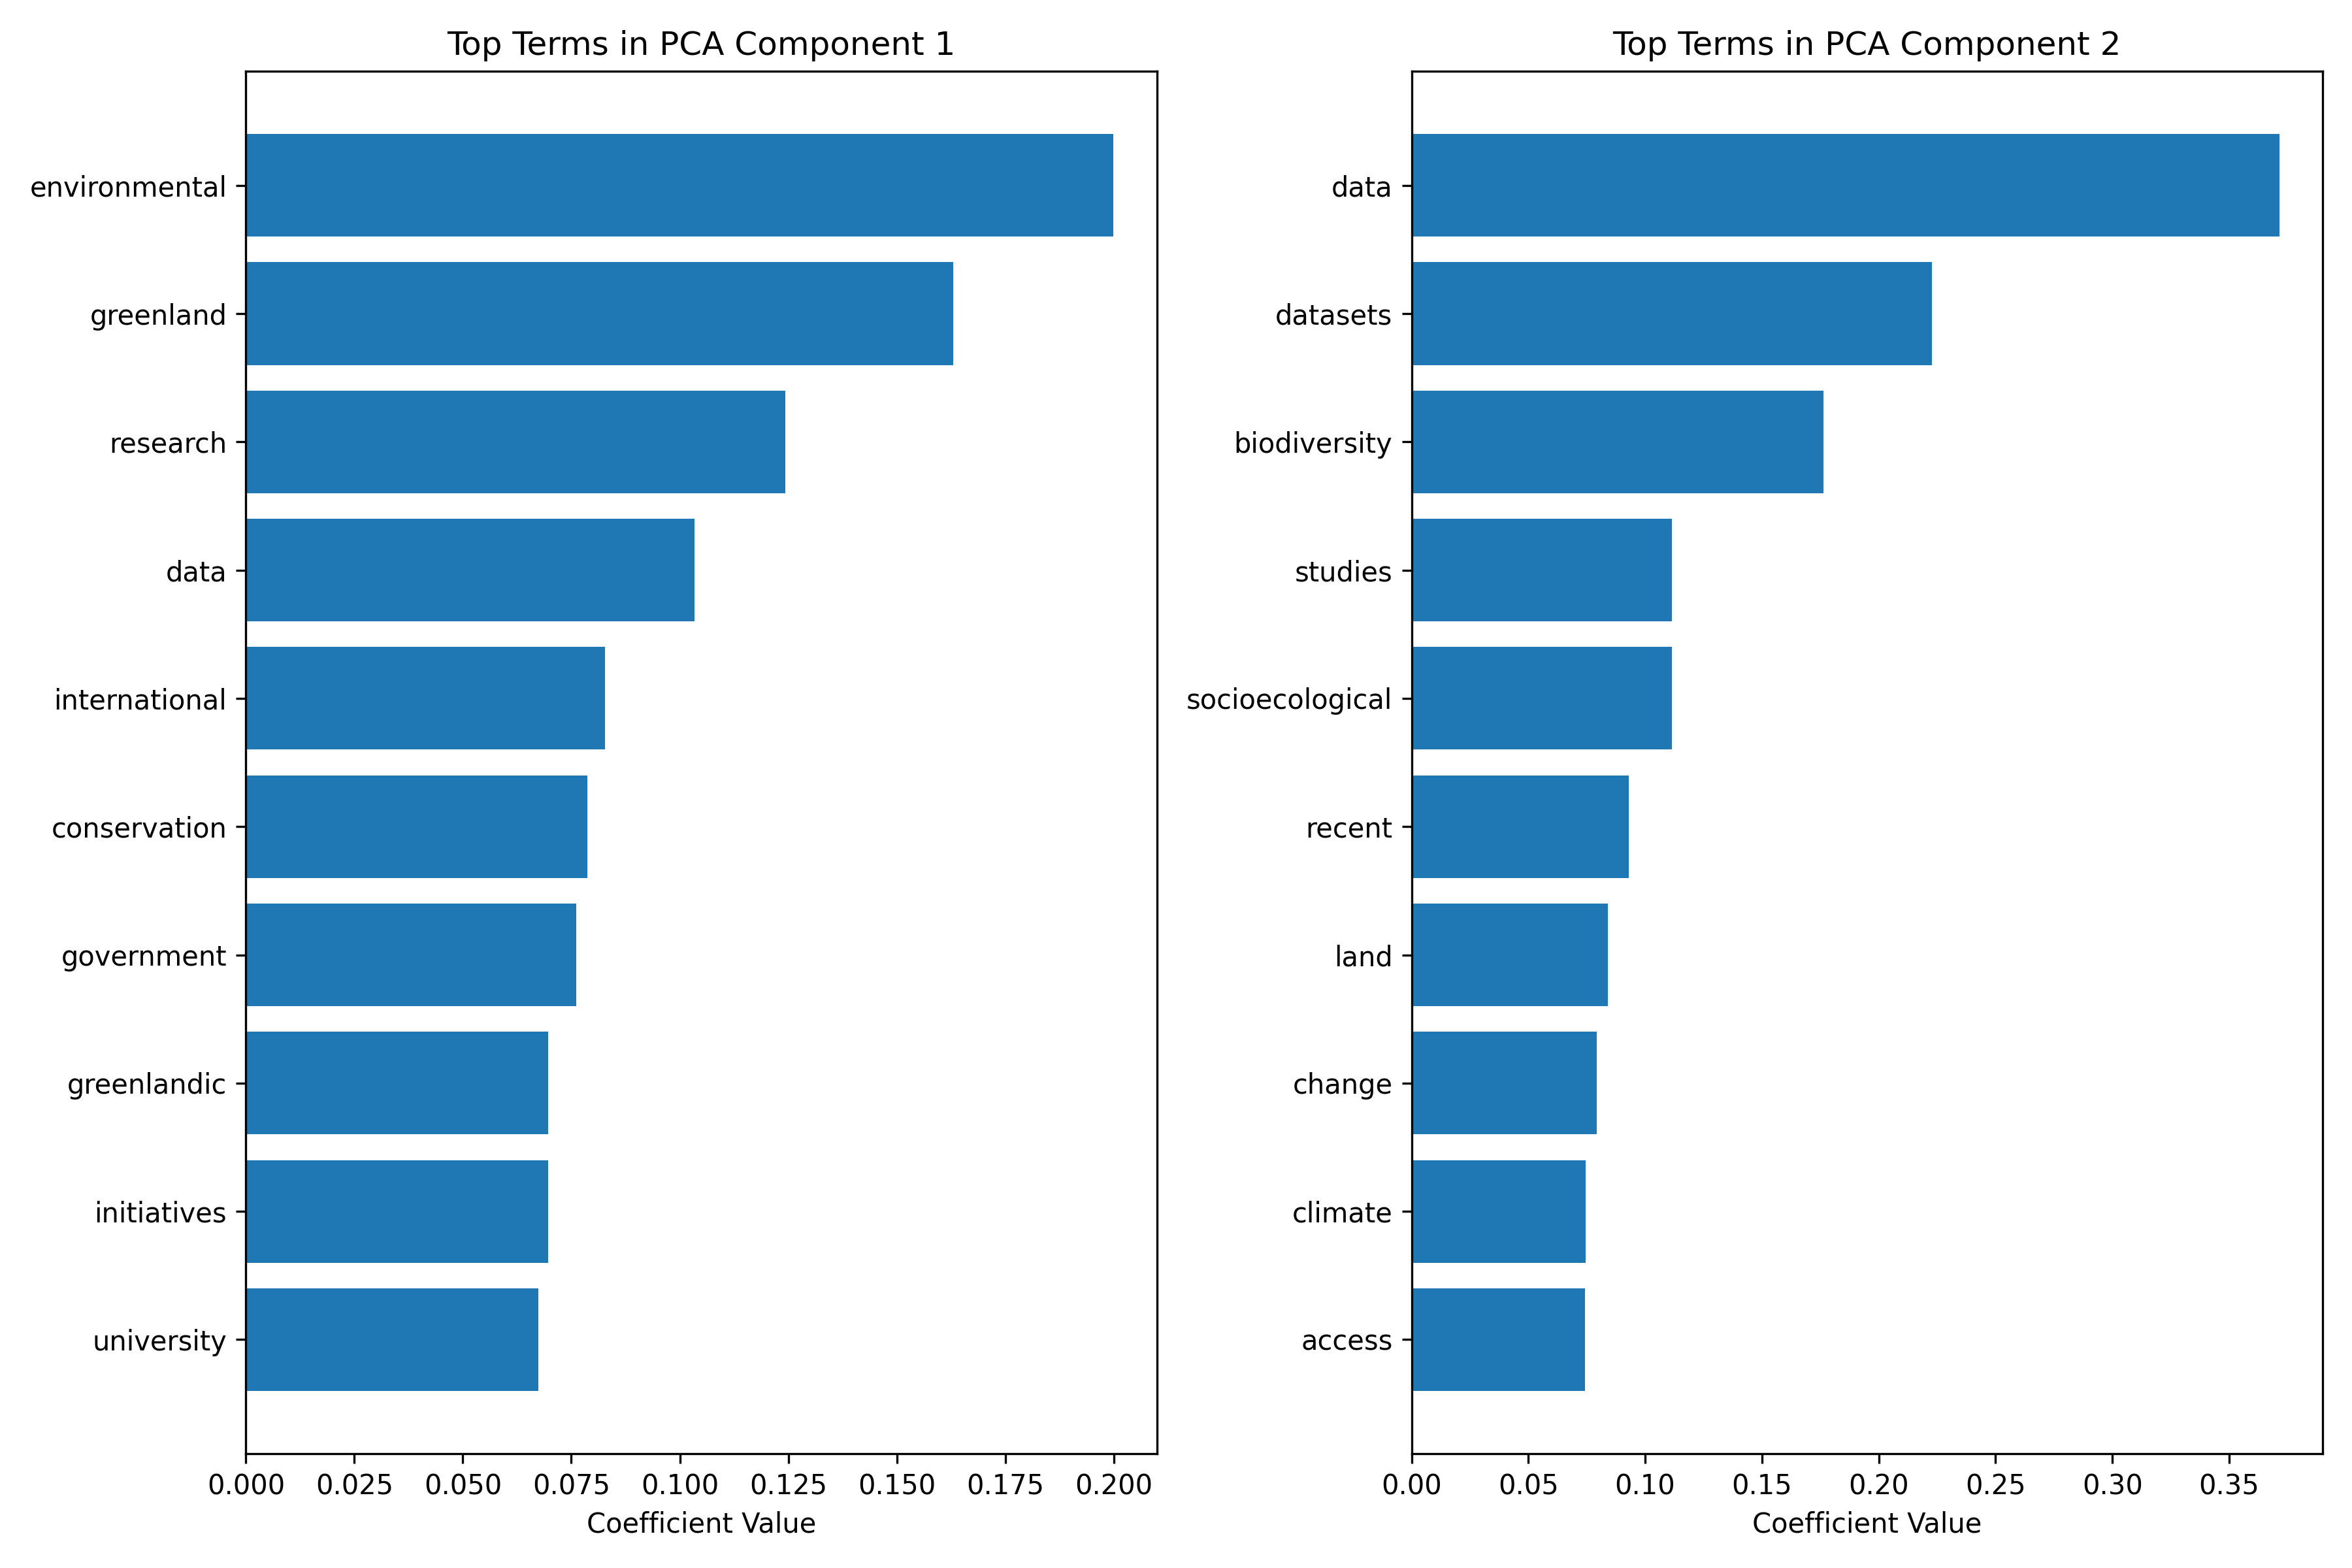 Top Terms in PCA Component 1
environmental
greenland
research
data
international
conservation
government
greenlandic
initiatives
university
0.000 0.025 0.050 0.075 0.100 0.125 0.150 0.175 0.200
Coefficient Value
Top Terms in PCA Component 2
data
datasets
biodiversity
studies
socioecological
recent
land
change
climate
access
0.00 0.05 0.10 0.15 0.20 0.25 0.30 0.35
Coefficient Value